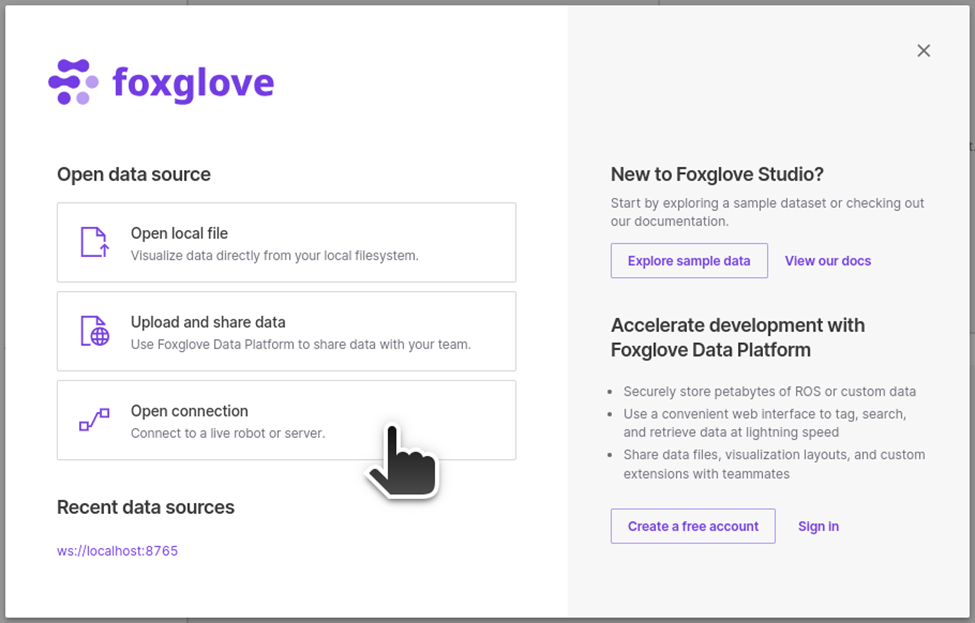 foxglove
Open data source
Open local file
Visualize data directly from your local filesystem.
Upload and share data
Use Foxglove Data Platform to share data with your team.
Open connection
Connect to a live robot or server.
Recent data sources
ws://localhost:8765
New to Foxglove Studio?
Start by exploring a sample dataset or checking out
our documentation.
Explore sample data
View our docs
Accelerate development with
Foxglove Data Platform
• Securely store petabytes of ROS or custom data
• Use a convenient web interface to tag, search,
and retrieve data at lightning speed
• Share data files, visualization layouts, and custom
extensions with teammates
Create a free account
Sign in